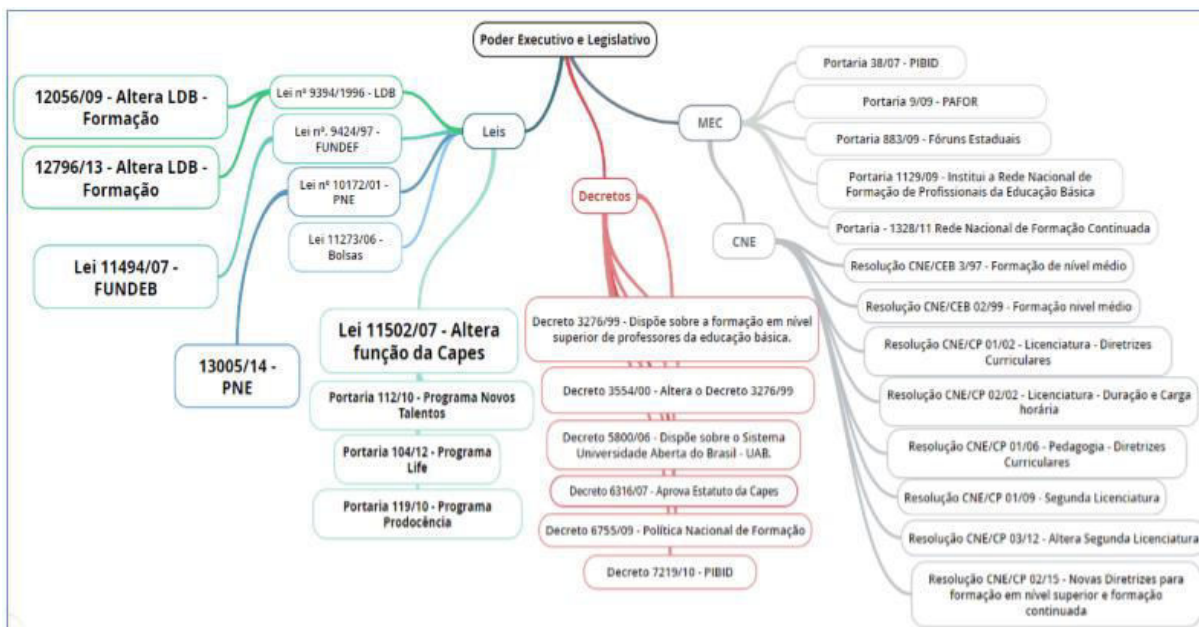 Poder Executivo e Legislativo
12056/09 - Altera LDB -
Formação
12796/13 - Altera LDB -
Formação
Lei 11494/07 -
FUNDEB
13005/14 -
PNE
Lei nº 9394/1996 - LDB
Lei nº. 9424/97 -
FUNDEF
Lei nº 10172/01 -
PNE
Lei 11273/06 -
Bolsas
Leis
Lei 11502/07 - Altera
função da Capes
Portaria 112/10 - Programa Novos
Talentos
Portaria 104/12 - Programa
Life
Portaria 119/10 - Programa
Prodocência
Decretos
Decreto 3276/99 - Dispõe sobre a formação em nível
superior de professores da educação básica.
Decreto 3554/00 - Altera o Decreto 3276/99
Decreto 5800/06 - Dispõe sobre o Sistema
Universidade Aberta do Brasil - UAB.
Decreto 6316/07 - Aprova Estatuto da Capes
Decreto 6755/09 - Política Nacional de Formação
Decreto 7219/10 - PIBID
MEC
Portaria 38/07 - PIBID
Portaria 9/09 - PAFOR
Portaria 883/09 - Fóruns Estaduais
Portaria 1129/09 - Institui a Rede Nacional de
Formação de Profissionais da Educação Básica
Portaria - 1328/11 Rede Nacional de Formação Continuada
CNE
Resolução CNE/CEB 3/97 - Formação de nível médio
Resolução CNE/CEB 02/99 - Formação nivel médio
Resolução CNE/CP 01/02 - Licenciatura - Diretrizes
Curriculares
Resolução CNE/CP 02/02 - Licenciatura - Duração e Carga
horária
Resolução CNE/CP 01/06 - Pedagogia - Diretrizes
Curriculares
Resolução CNE/CP 01/09 - Segunda Licenciatura
Resolução CNE/CP 03/12 - Altera Segunda Licenciatura
Resolução CNE/CP 02/15 - Novas Diretrizes para
formação em nível superior e formação
continuada